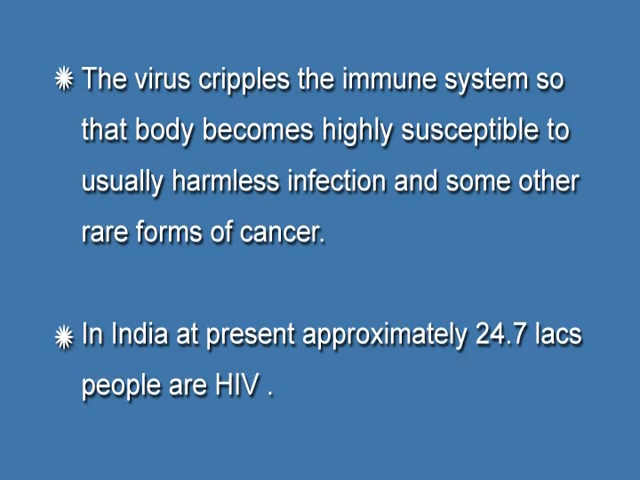 The virus cripples the immune system so
that body becomes highly susceptible to
usually harmless infection and some other
rare forms of cancer.
In India at present approximately 24.7 lacs
people are HIV .